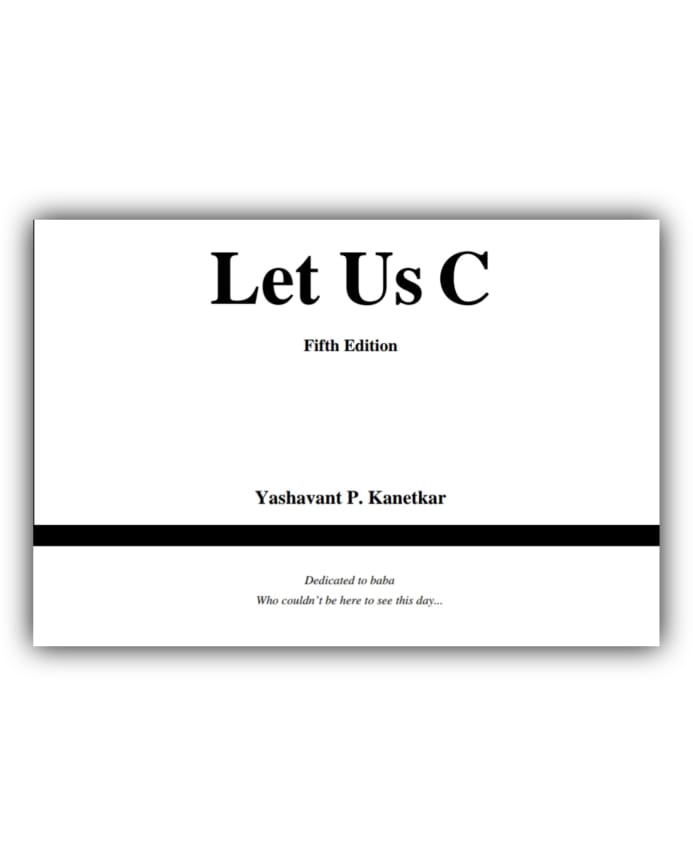 Let Us C
Fifth Edition
Yashavant P. Kanetkar
Dedicated to baba
Who couldn't be here to see this day...